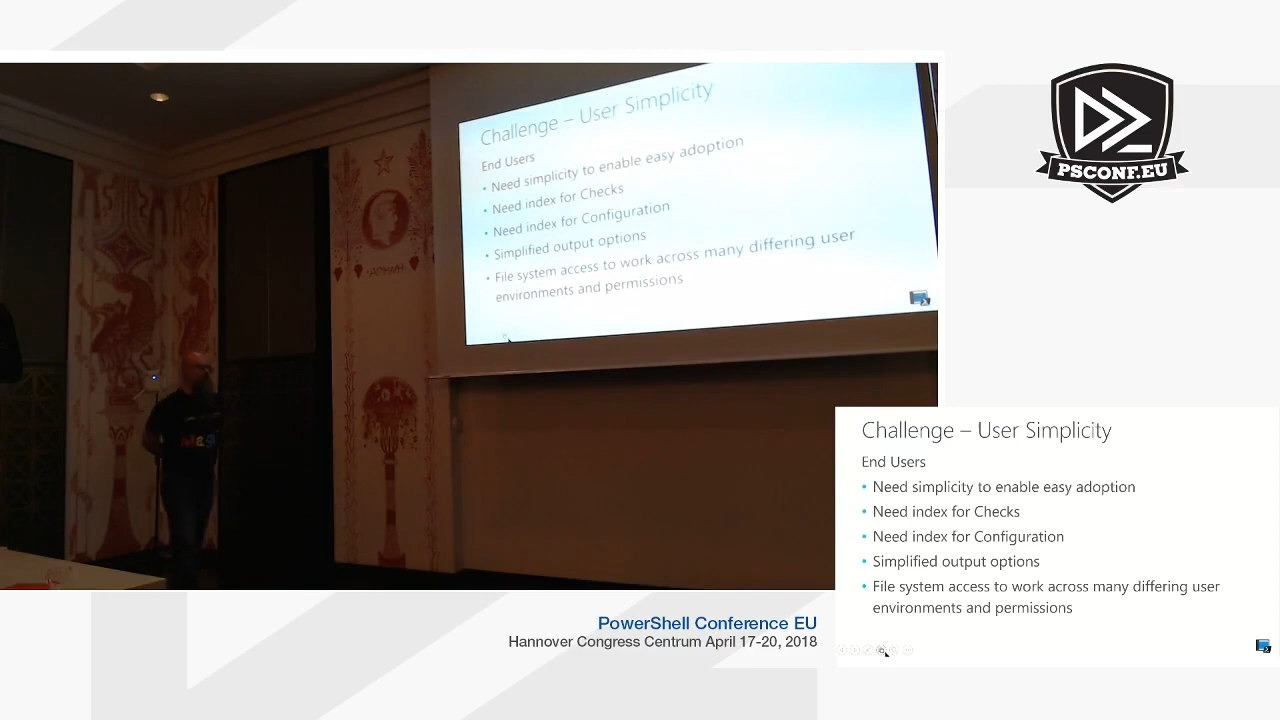 Challenge – User Simplicity
End Users
• Need simplicity to enable easy adoption
• Need index for Checks
• Need index for Configuration
• Simplified output options
• File system access to work across many differing user
environments and permissions
PSCONF.EU
Challenge – User Simplicity
End Users
• Need simplicity to enable easy adoption
• Need index for Checks
• Need index for Configuration
• Simplified output options
• File system access to work across many differing user
environments and permissions
PowerShell Conference EU
Hannover Congress Centrum April 17-20, 2018